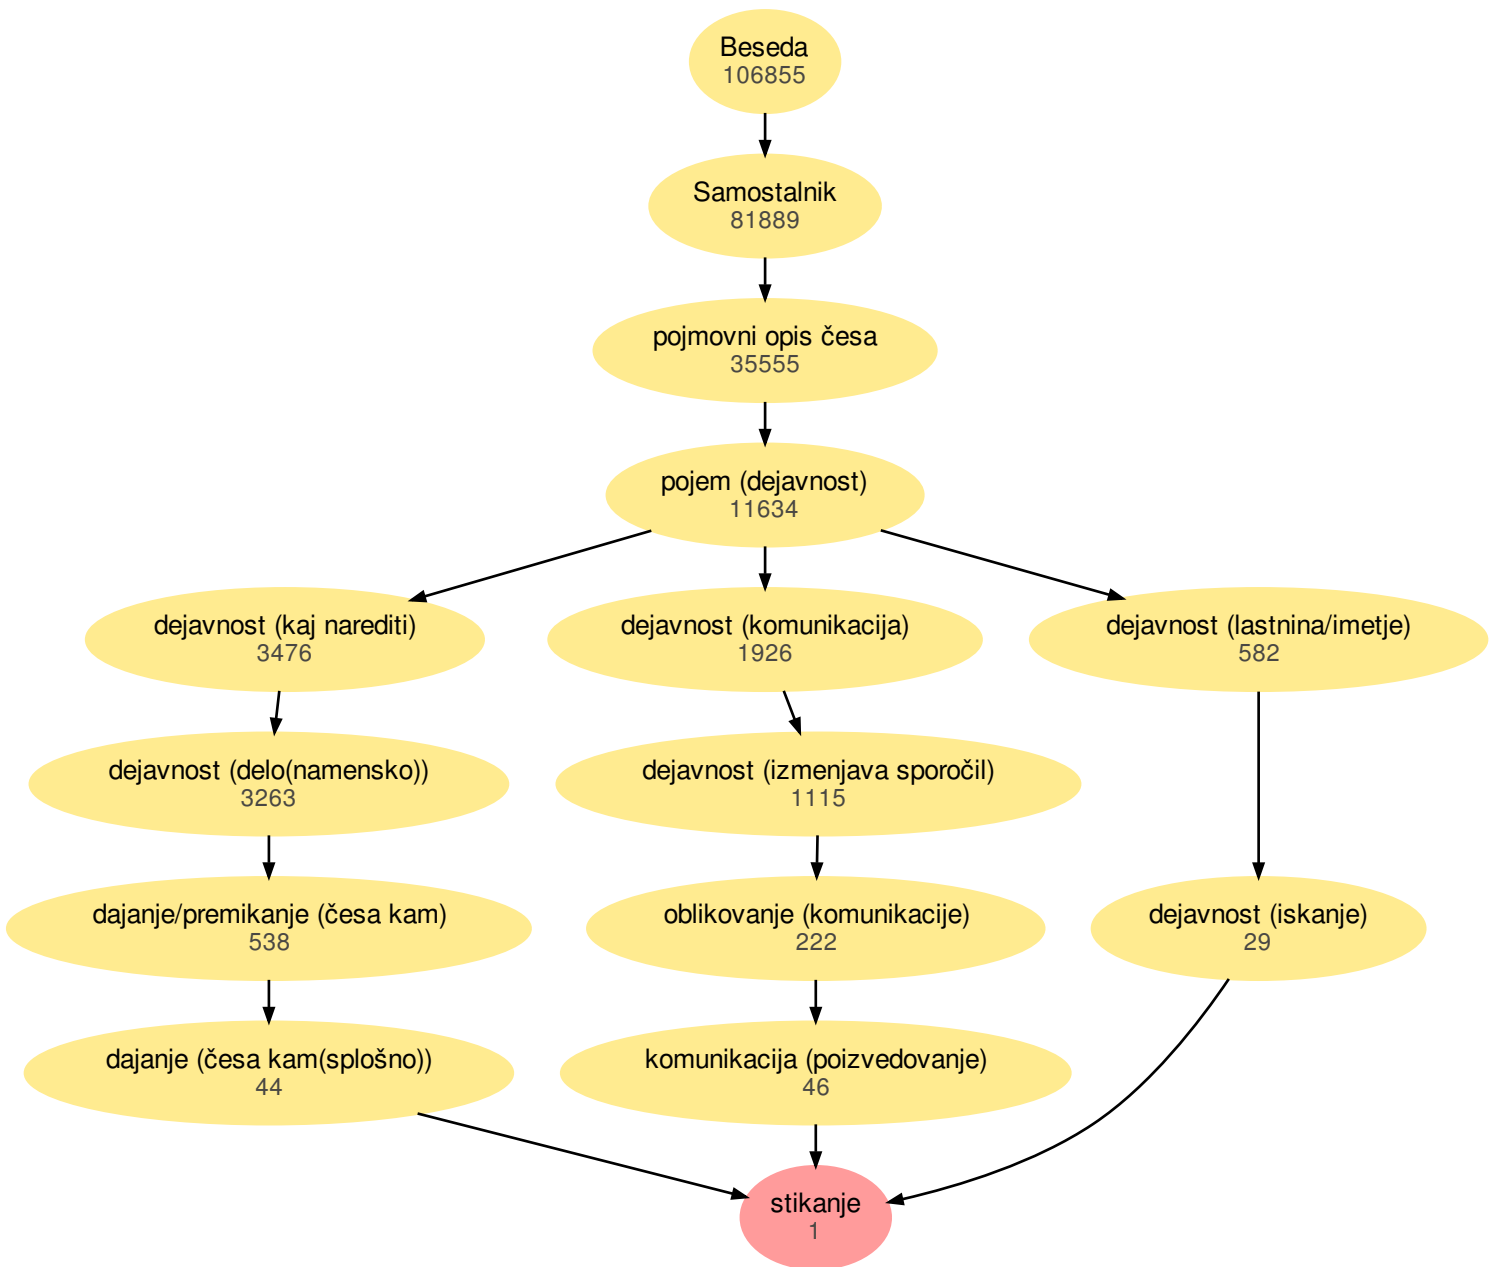 Beseda
106855
Samostalnik
81889
pojmovni opis česa
35555
pojem (dejavnost)
11634
dejavnost (kaj narediti)
3476
dejavnost (komunikacija)
1926
dejavnost (lastnina/imetje)
582
dejavnost (delo(namensko))
3263
dejavnost (izmenjava sporočil)
1115
dajanje/premikanje (česa kam)
538
oblikovanje (komunikacije)
222
dejavnost (iskanje)
29
dajanje (česa kam(splošno))
44
komunikacija (poizvedovanje)
46
stikanje
1